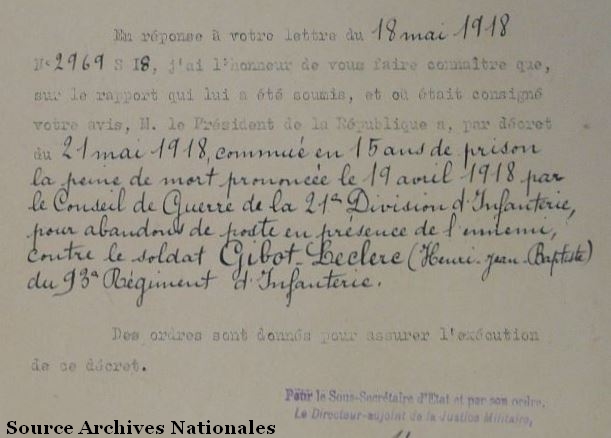 En réponse à votre lettre du 18 mai 1918
N° 2969 S I8, j'ai l'honneur de vous faire connaître que,
sur le rapport qui lui a été soumis, et où était consigné
votre avis, M. le Président de la République a, par décret
du 21 mai 1918, commué en 15 ans de prison
la peine de mort prononcée le 19 avril 1918 par
le Conseil de Guerre de la 21e Division d'Infanterie,
pour abandons de poste en présence de l'ennemi,
contre le soldat Gibot-Leclerc (Henri-Jean-Baptiste)
du 93e Régiment d'Infanterie.
Des ordres sont donnés pour assurer l'exécution
de ce décret.
Pour le Sous-Secrétaire d'Etat et par son ordre,
Le Directeur-adjoint de la Justice Militaire,
Source Archives Nationales